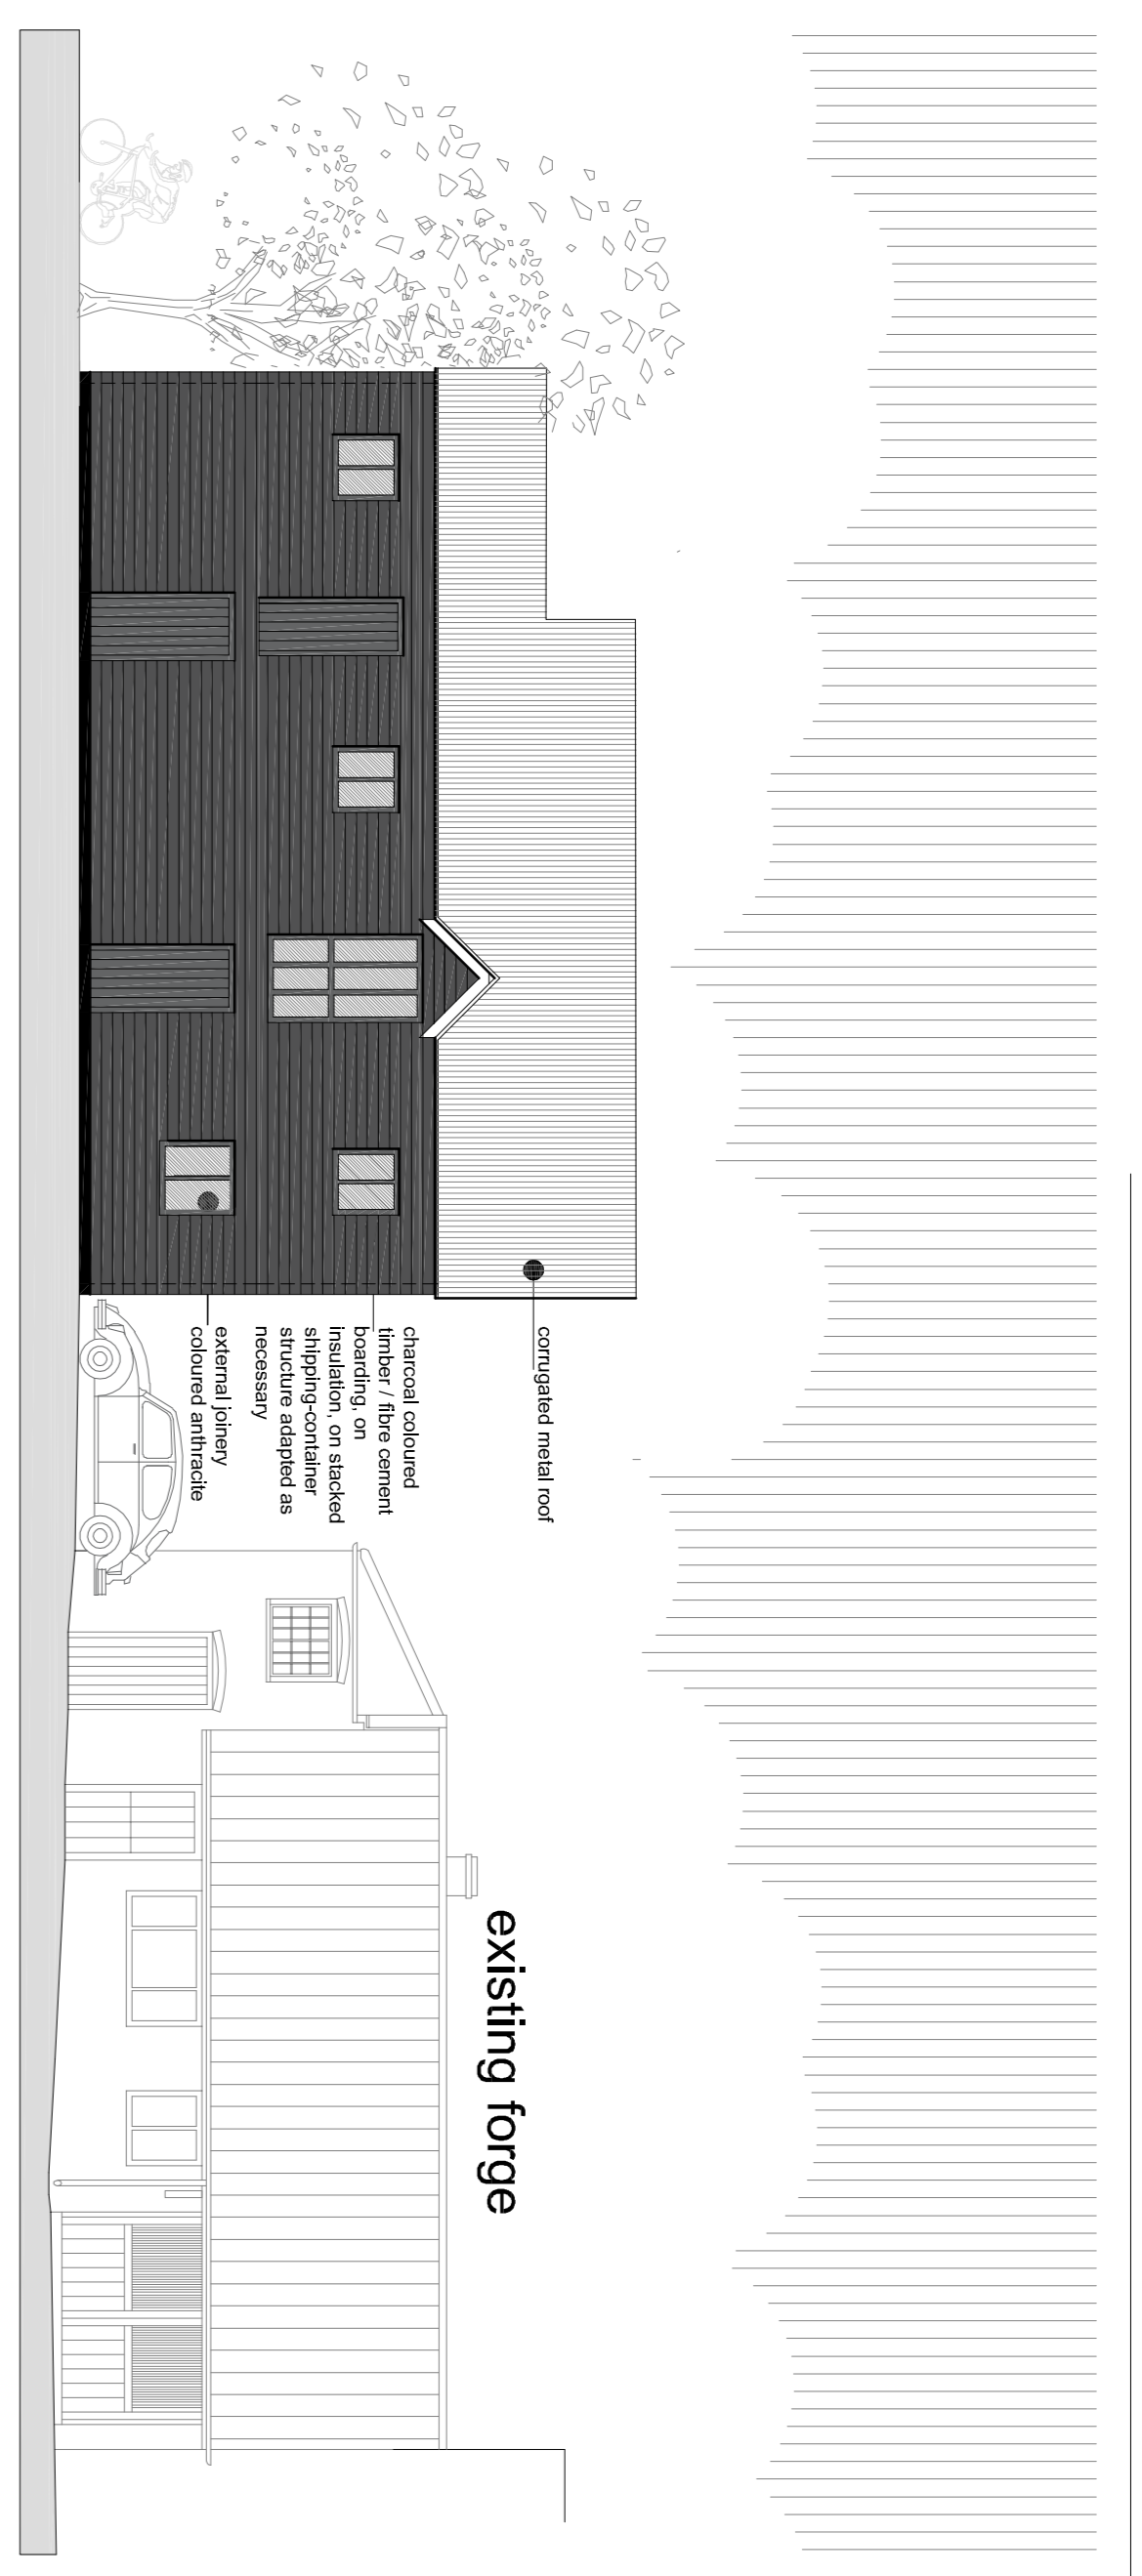 corrugated metal roof
charcoal coloured
timber / fibre cement
boarding, on
insulation, on stacked
shipping-container
structure adapted as
necessary
external joinery
coloured anthracite
existing forge